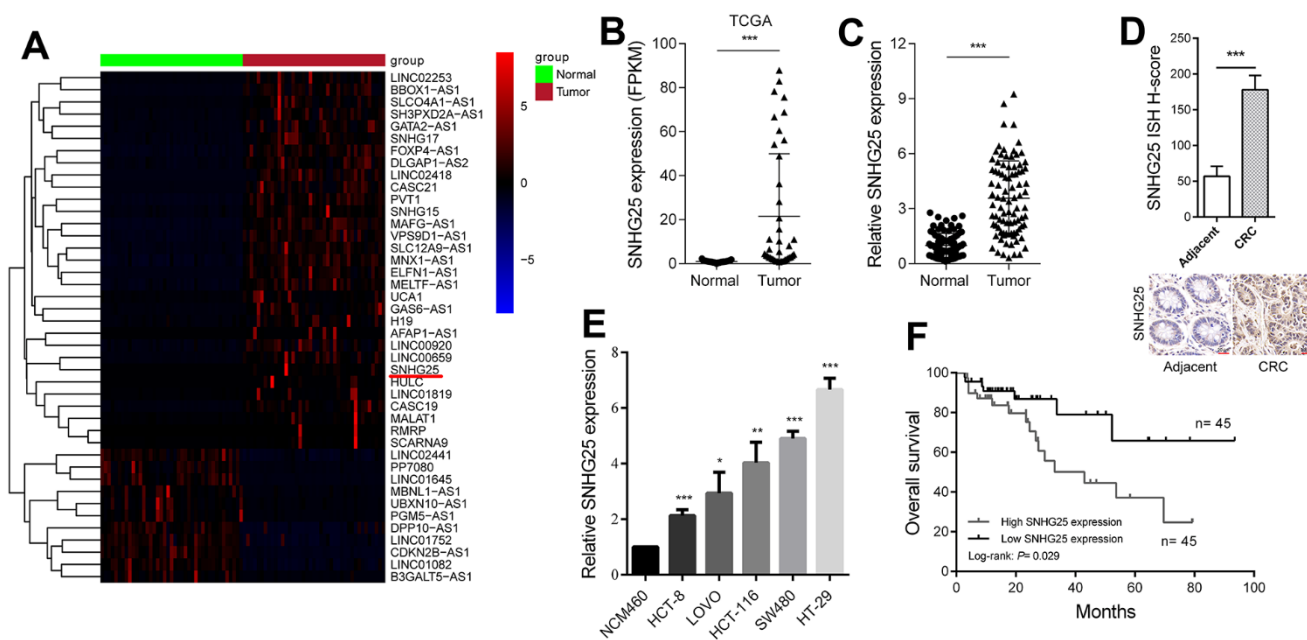 A
group
Normal
Tumor
5
0
−5
group
LINC02253
BBOX1−AS1
SLCO4A1−AS1
SH3PXD2A−AS1
GATA2−AS1
SNHG17
FOXP4−AS1
DLGAP1−AS2
LINC02418
CASC21
PVT1
SNHG15
MAFG−AS1
VPS9D1−AS1
SLC12A9−AS1
MNX1−AS1
ELFN1−AS1
MELTF−AS1
UCA1
GAS6−AS1
H19
AFAP1−AS1
LINC00920
LINC00659
SNHG25
HULC
LINC01819
CASC19
MALAT1
RMRP
SCARNA9
LINC02441
PP7080
LINC01645
MBNL1−AS1
UBXN10−AS1
PGM5−AS1
DPP10−AS1
LINC01752
CDKN2B−AS1
LINC01082
B3GALT5−AS1
B
TCGA
***
SNHG25 expression (FPKM)
100
80
60
40
20
0
Normal Tumor
C
***
Relative SNHG25 expression
12
9
6
3
0
Normal Tumor
D
***
SNHG25 ISH H-score
250
200
150
100
50
0
Adjacent CRC
SNHG25
Adjacent CRC
E
Relative SNHG25 expression
8
6
4
2
0
***
*
**
***
***
NCM460 HCT-8 LOVO HCT-116 SW480 HT-29
F
Overall survival
100
80
60
40
20
0
n= 45
n= 45
High SNHG25 expression
Low SNHG25 expression
Log-rank: P= 0.029
0 20 40 60 80 100
Months